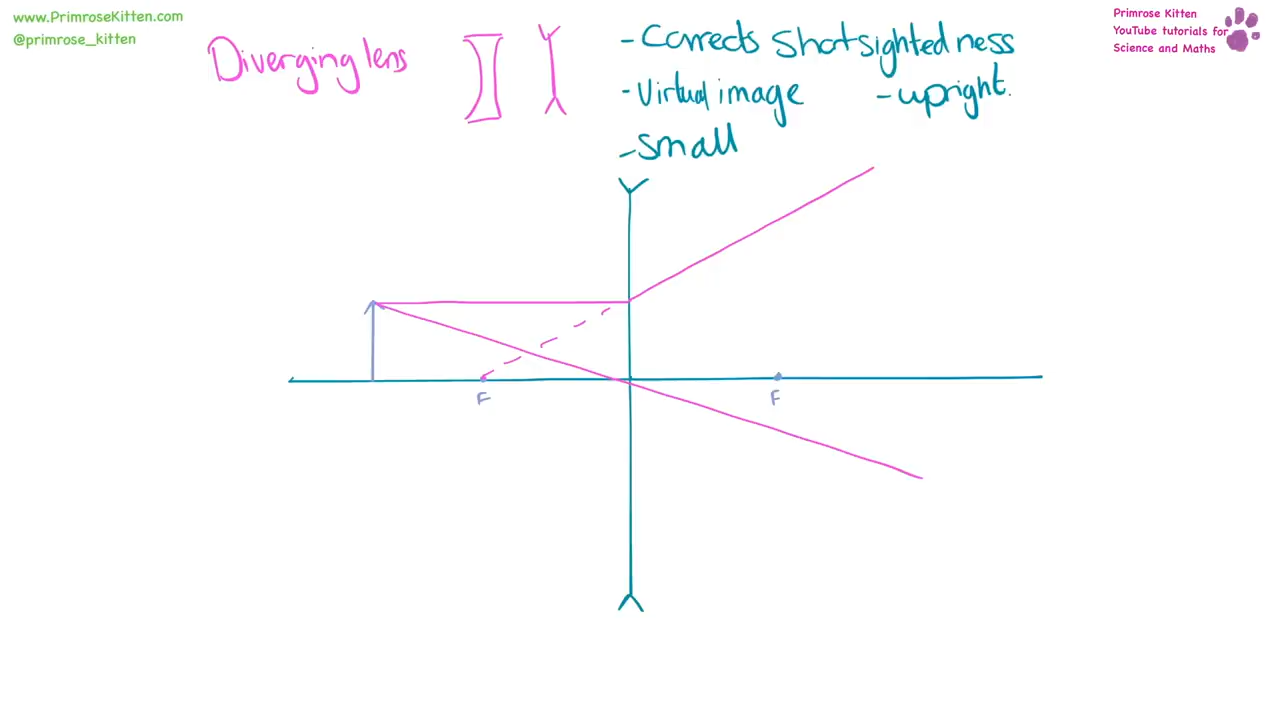 www.PrimroseKitten.com
@primrose_kitten
Primrose Kitten
YouTube tutorials for
Science and Maths
Diverging lens
- Corrects Shotsightedness
- Virtual image - upright.
- Small
F
F